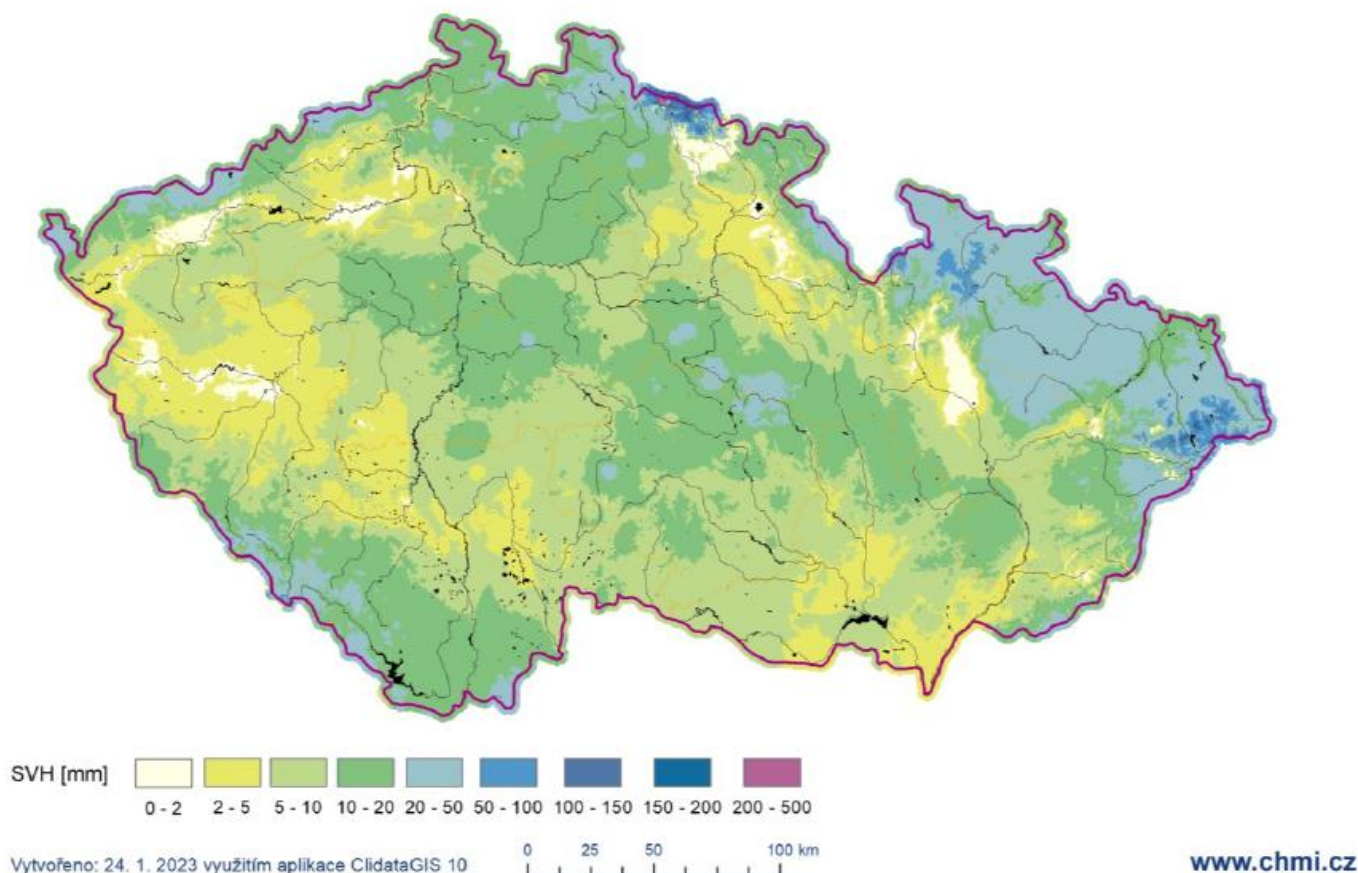 SVH [mm]
0 - 2 2 - 5 5 - 10 10 - 20 20 - 50 50 - 100 100 - 150 150 - 200 200 - 500
0 25 50 100 km
Vytvořeno: 24. 1. 2023 využitím aplikace ClidataGIS 10
www.chmi.cz